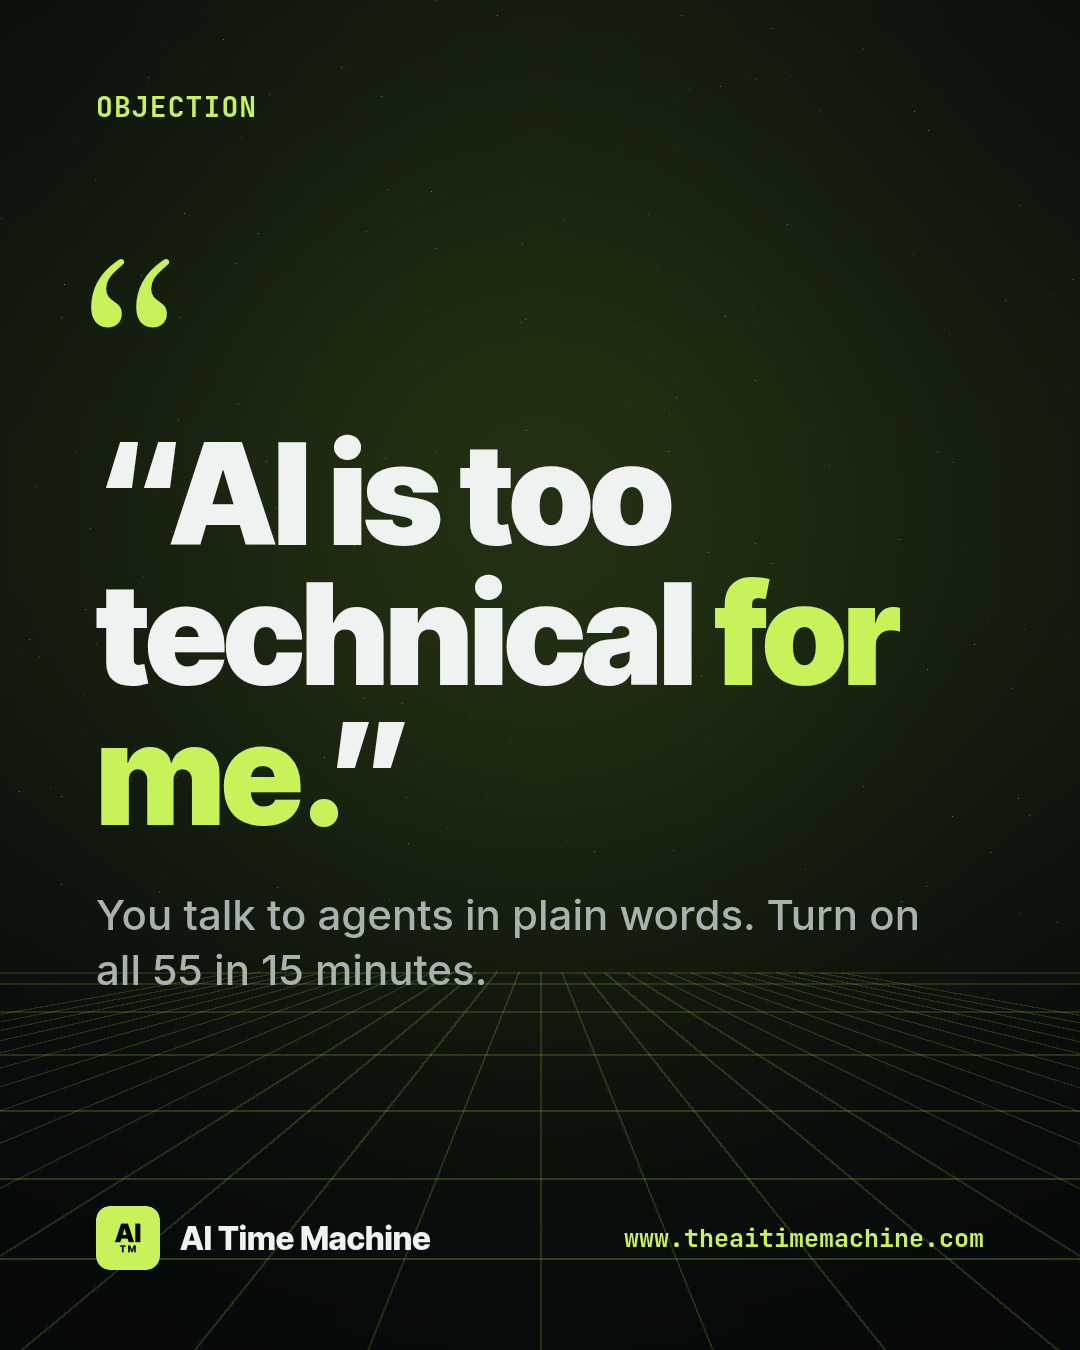 OBJECTION
“
“AI is too
technical for
me.”
You talk to agents in plain words. Turn on
all 55 in 15 minutes.
AI
TM
AI Time Machine
www.theaitimemachine.com